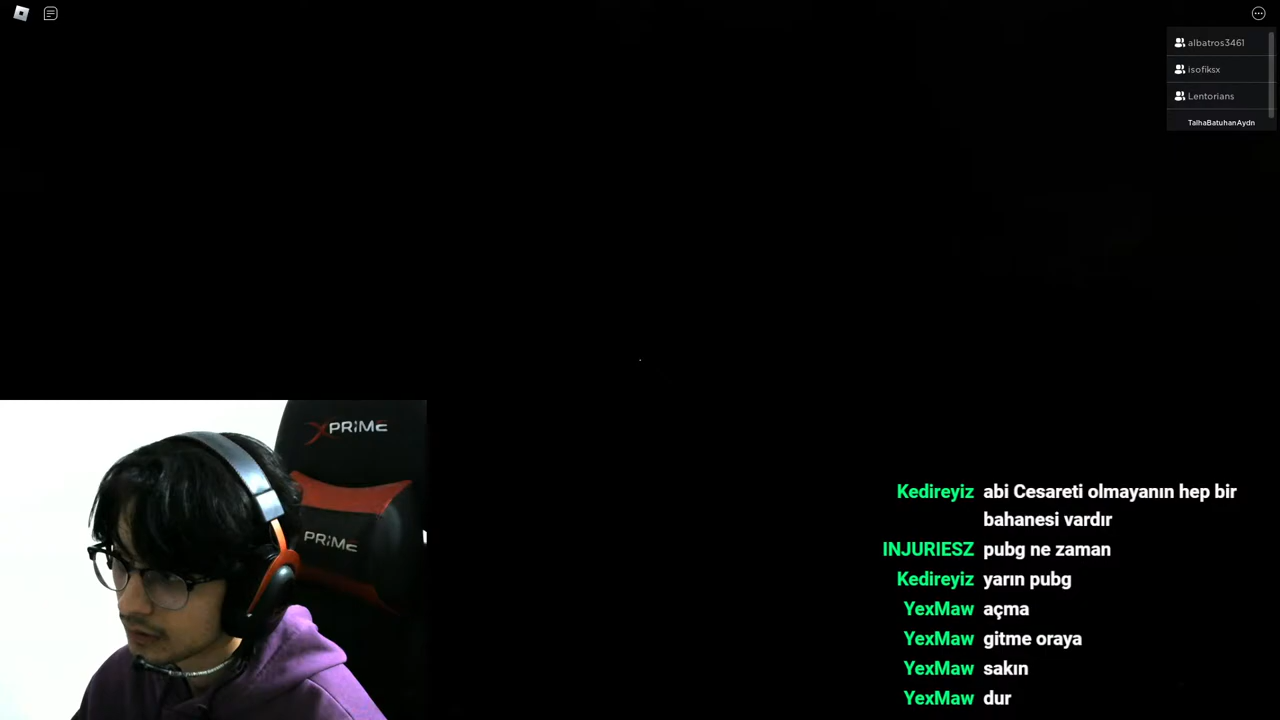 albatros3461
isofiksx
Lentorians
TalhaBatuhanAydn
XPRIME
PRIME
Kedireyiz abi Cesareti olmayanın hep bir
bahanesi vardır
INJURIESZ pubg ne zaman
Kedireyiz yarın pubg
YexMaw açma
YexMaw gitme oraya
YexMaw sakın
YexMaw dur